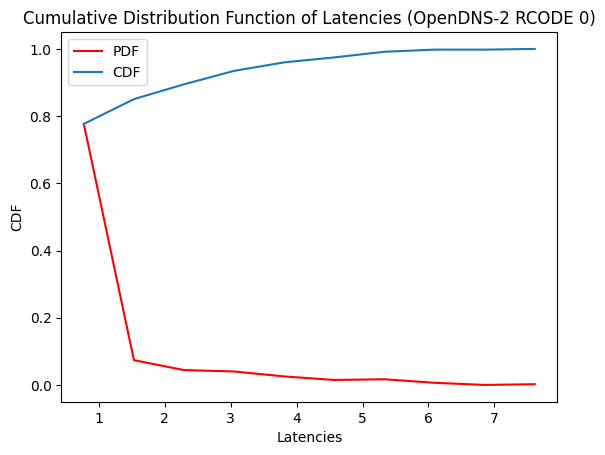 Cumulative Distribution Function of Latencies (OpenDNS-2 RCODE 0)
PDF
CDF
1.0
0.8
0.6
0.4
0.2
0.0
CDF
1 2 3 4 5 6 7
Latencies